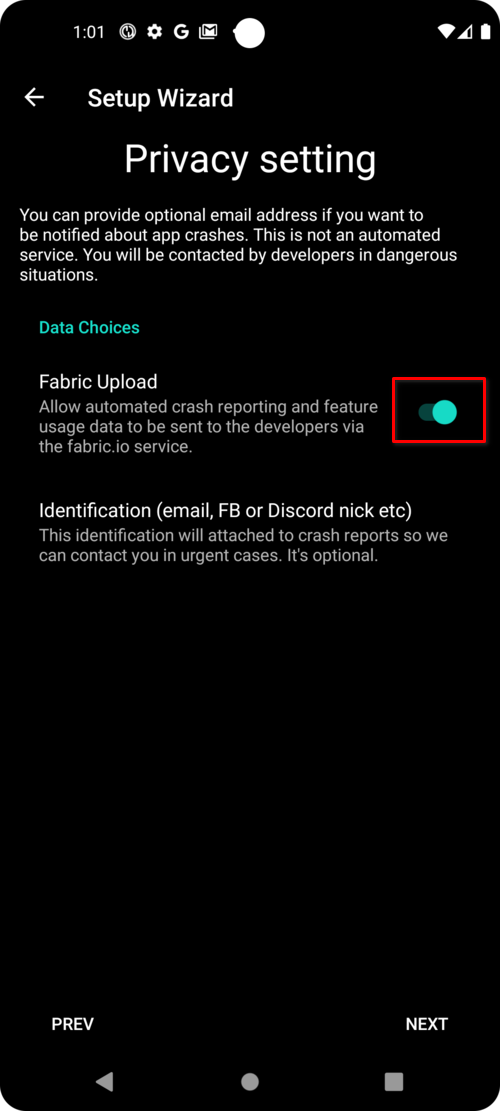 1:01
Setup Wizard
Privacy setting
You can provide optional email address if you want to
be notified about app crashes. This is not an automated
service. You will be contacted by developers in dangerous
situations.
Data Choices
Fabric Upload
Allow automated crash reporting and feature
usage data to be sent to the developers via
the fabric.io service.
Identification (email, FB or Discord nick etc)
This identification will attached to crash reports so we
can contact you in urgent cases. It's optional.
PREV
NEXT